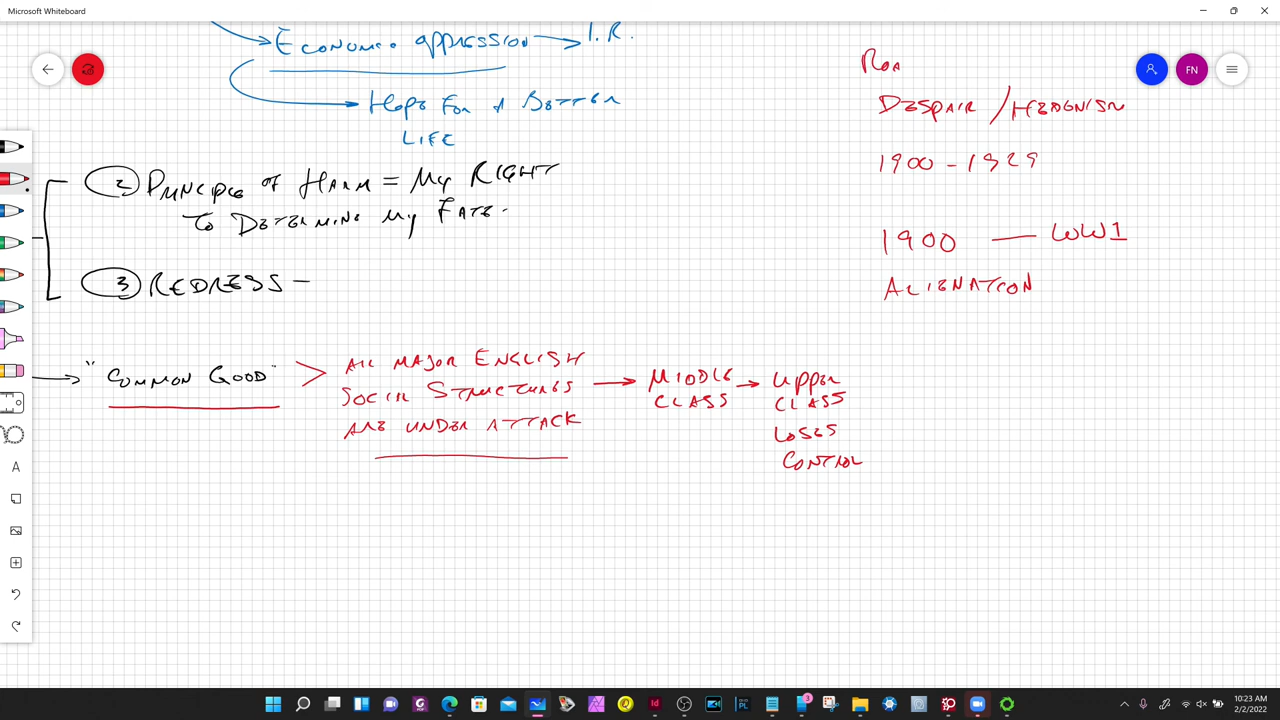 Microsoft Whiteboard
ECONOMIC OPPRESSION → I.R.
HOPE FOR A BETTER
LIFE
② PRINCIPLE OF HARM = MY RIGHT
TO DETERMINE MY FATE.
③ REDRESS -
"COMMON GOOD" > ALL MAJOR ENGLISH
SOCIAL STRUCTURES
ARE UNDER ATTACK
→ MIDDLE
CLASS
→ UPPER
CLASS
LOSES
CONTROL
DESPAIR / HEDONISM
1900 - 1929
1900 — WW1
ALIENATION
FN
A
10:23 AM
2/2/2022